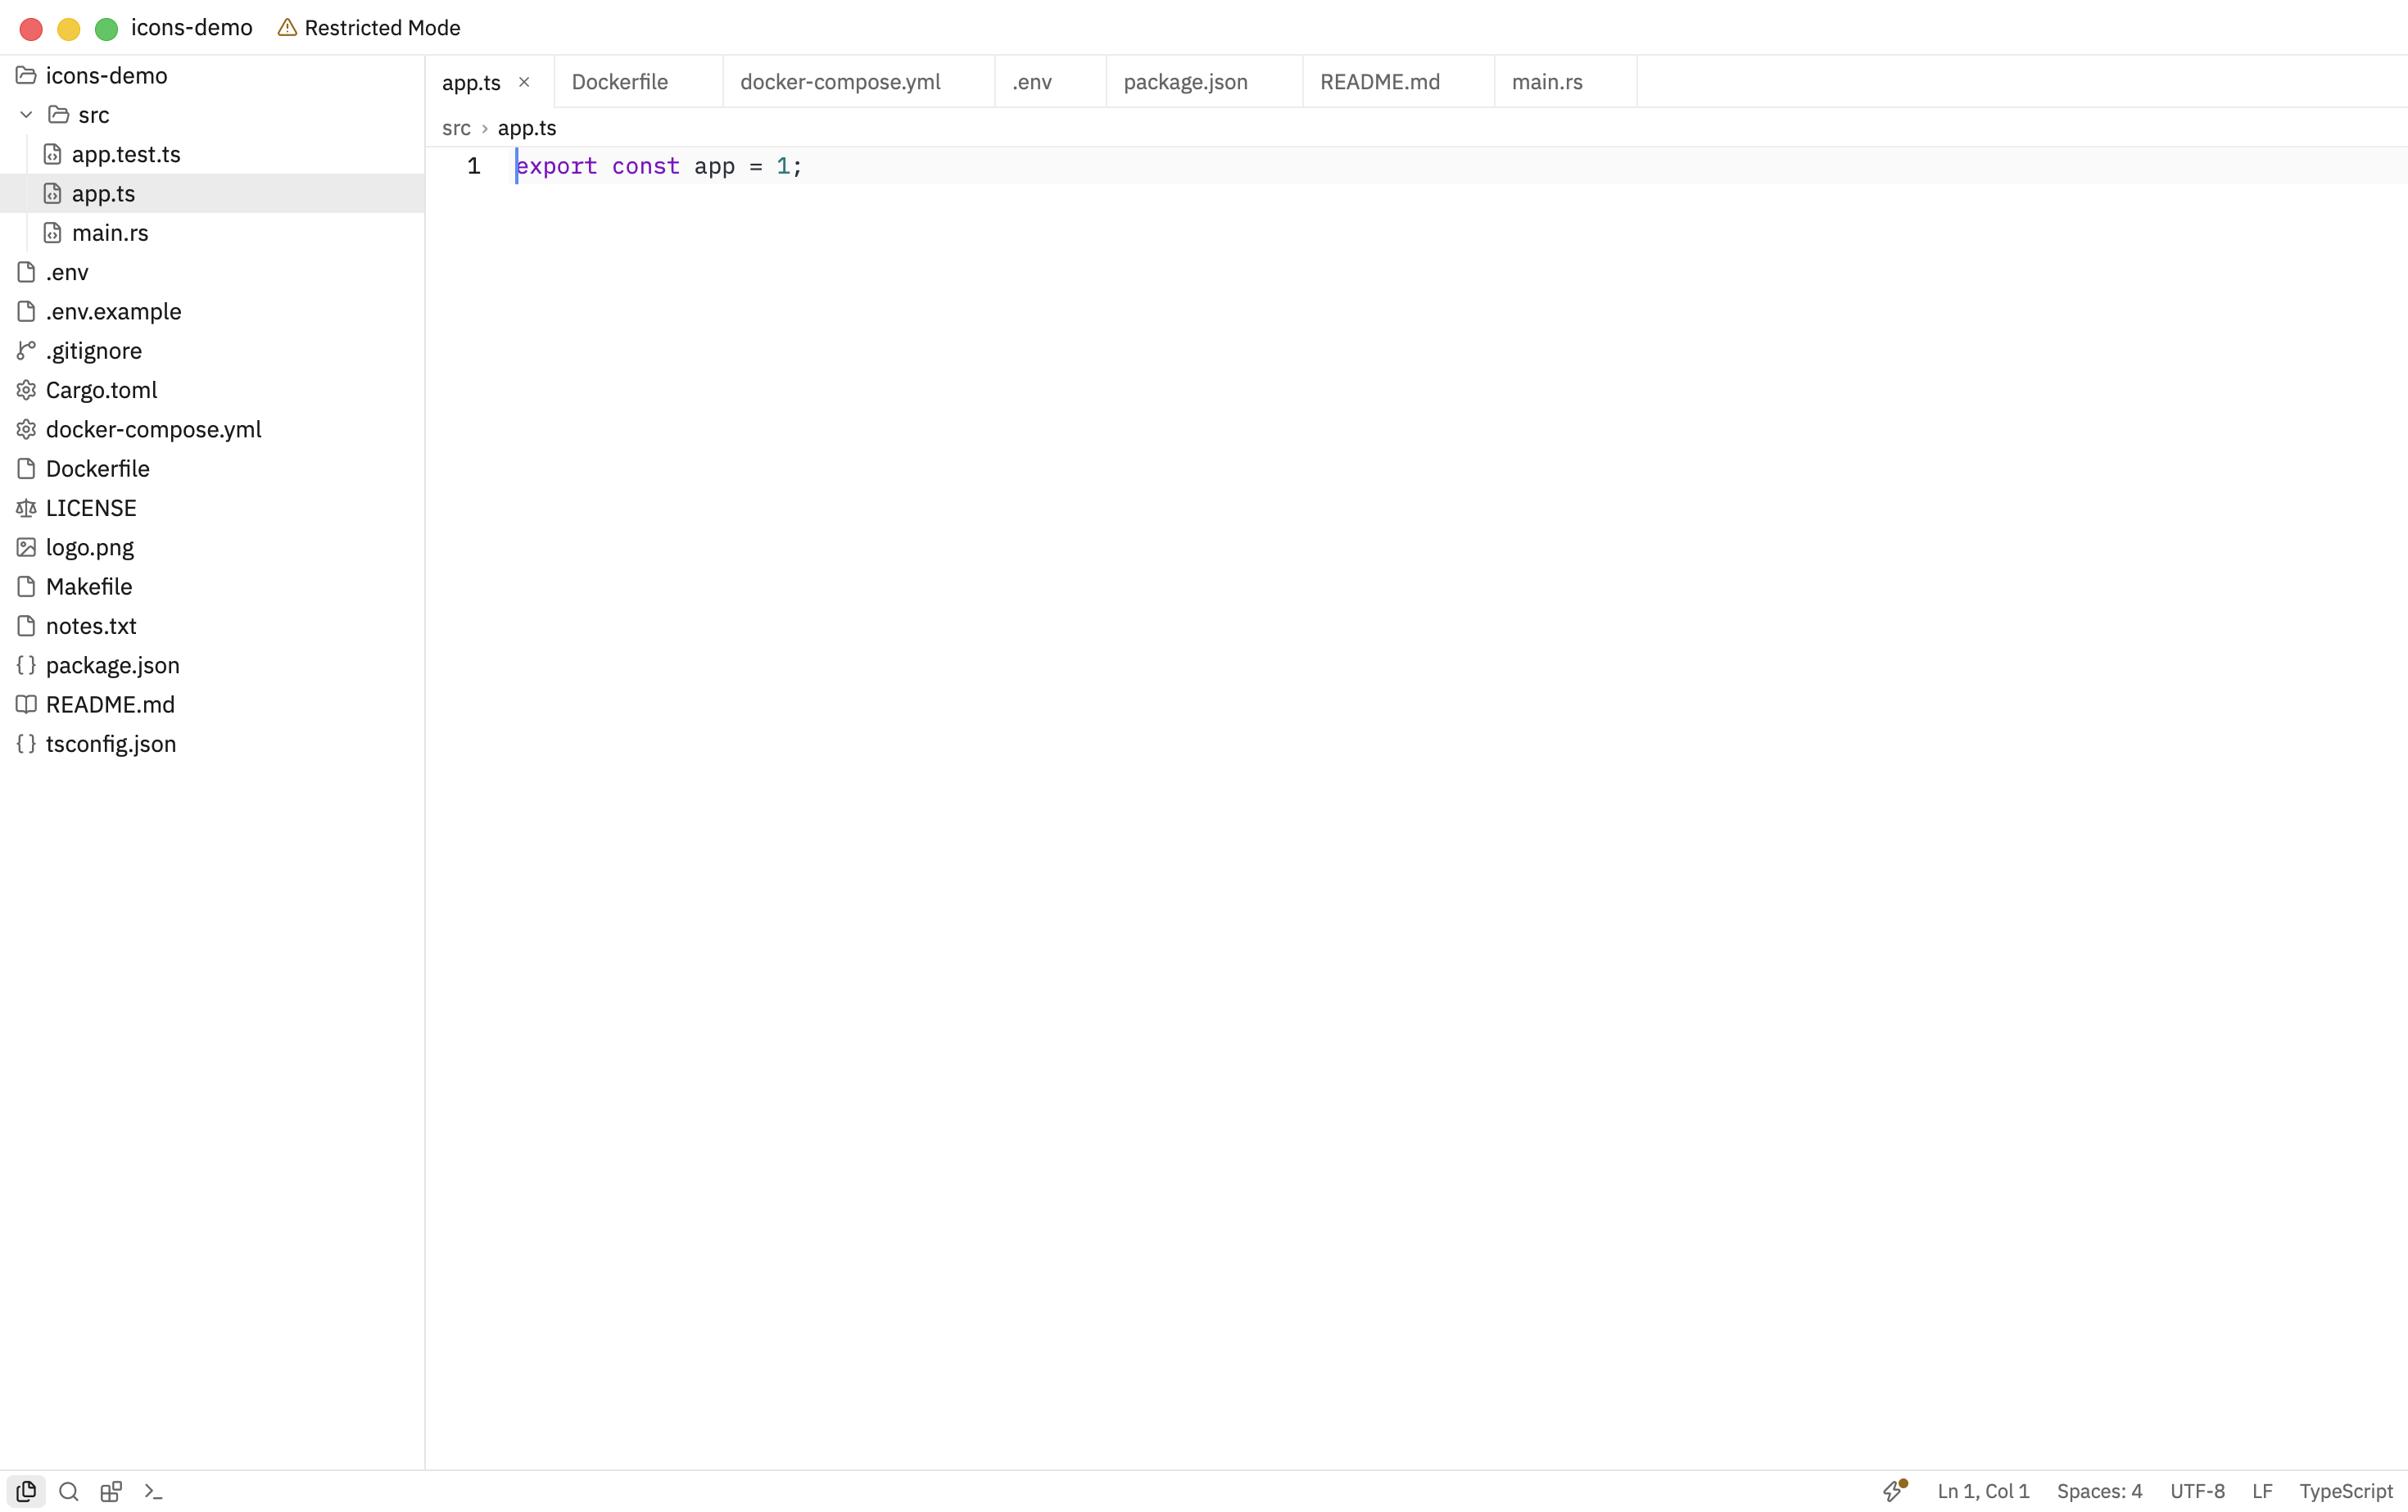 icons-demo Restricted Mode
icons-demo
src
app.test.ts
app.ts
main.rs
.env
.env.example
.gitignore
Cargo.toml
docker-compose.yml
Dockerfile
LICENSE
logo.png
Makefile
notes.txt
{} package.json
README.md
{} tsconfig.json
app.ts × Dockerfile docker-compose.yml .env package.json README.md main.rs
src › app.ts
1 export const app = 1;
Ln 1, Col 1 Spaces: 4 UTF-8 LF TypeScript